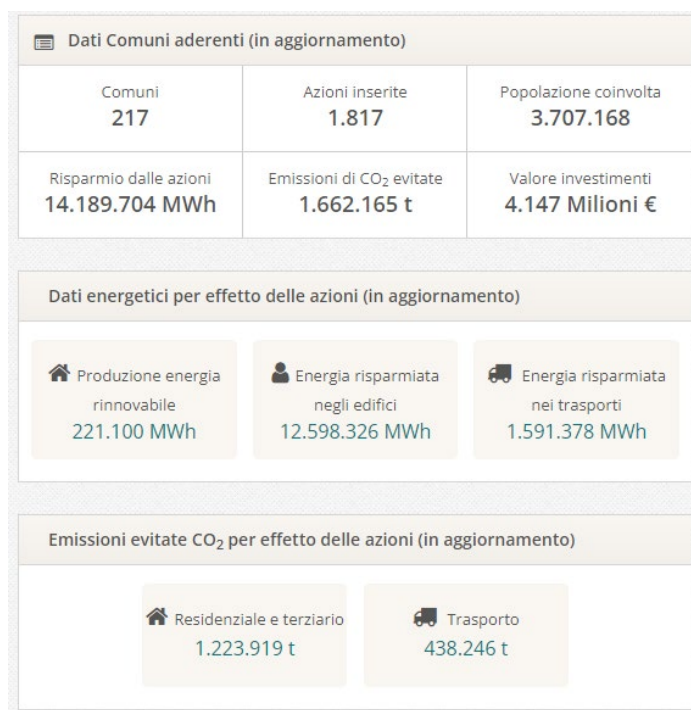 Dati Comuni aderenti (in aggiornamento)
Comuni
217
Azioni inserite
1.817
Popolazione coinvolta
3.707.168
Risparmio dalle azioni
14.189.704 MWh
Emissioni di CO₂ evitate
1.662.165 t
Valore investimenti
4.147 Milioni €
Dati energetici per effetto delle azioni (in aggiornamento)
Produzione energia
rinnovabile
221.100 MWh
Energia risparmiata
negli edifici
12.598.326 MWh
Energia risparmiata
nei trasporti
1.591.378 MWh
Emissioni evitate CO₂ per effetto delle azioni (in aggiornamento)
Residenziale e terziario
1.223.919 t
Trasporto
438.246 t